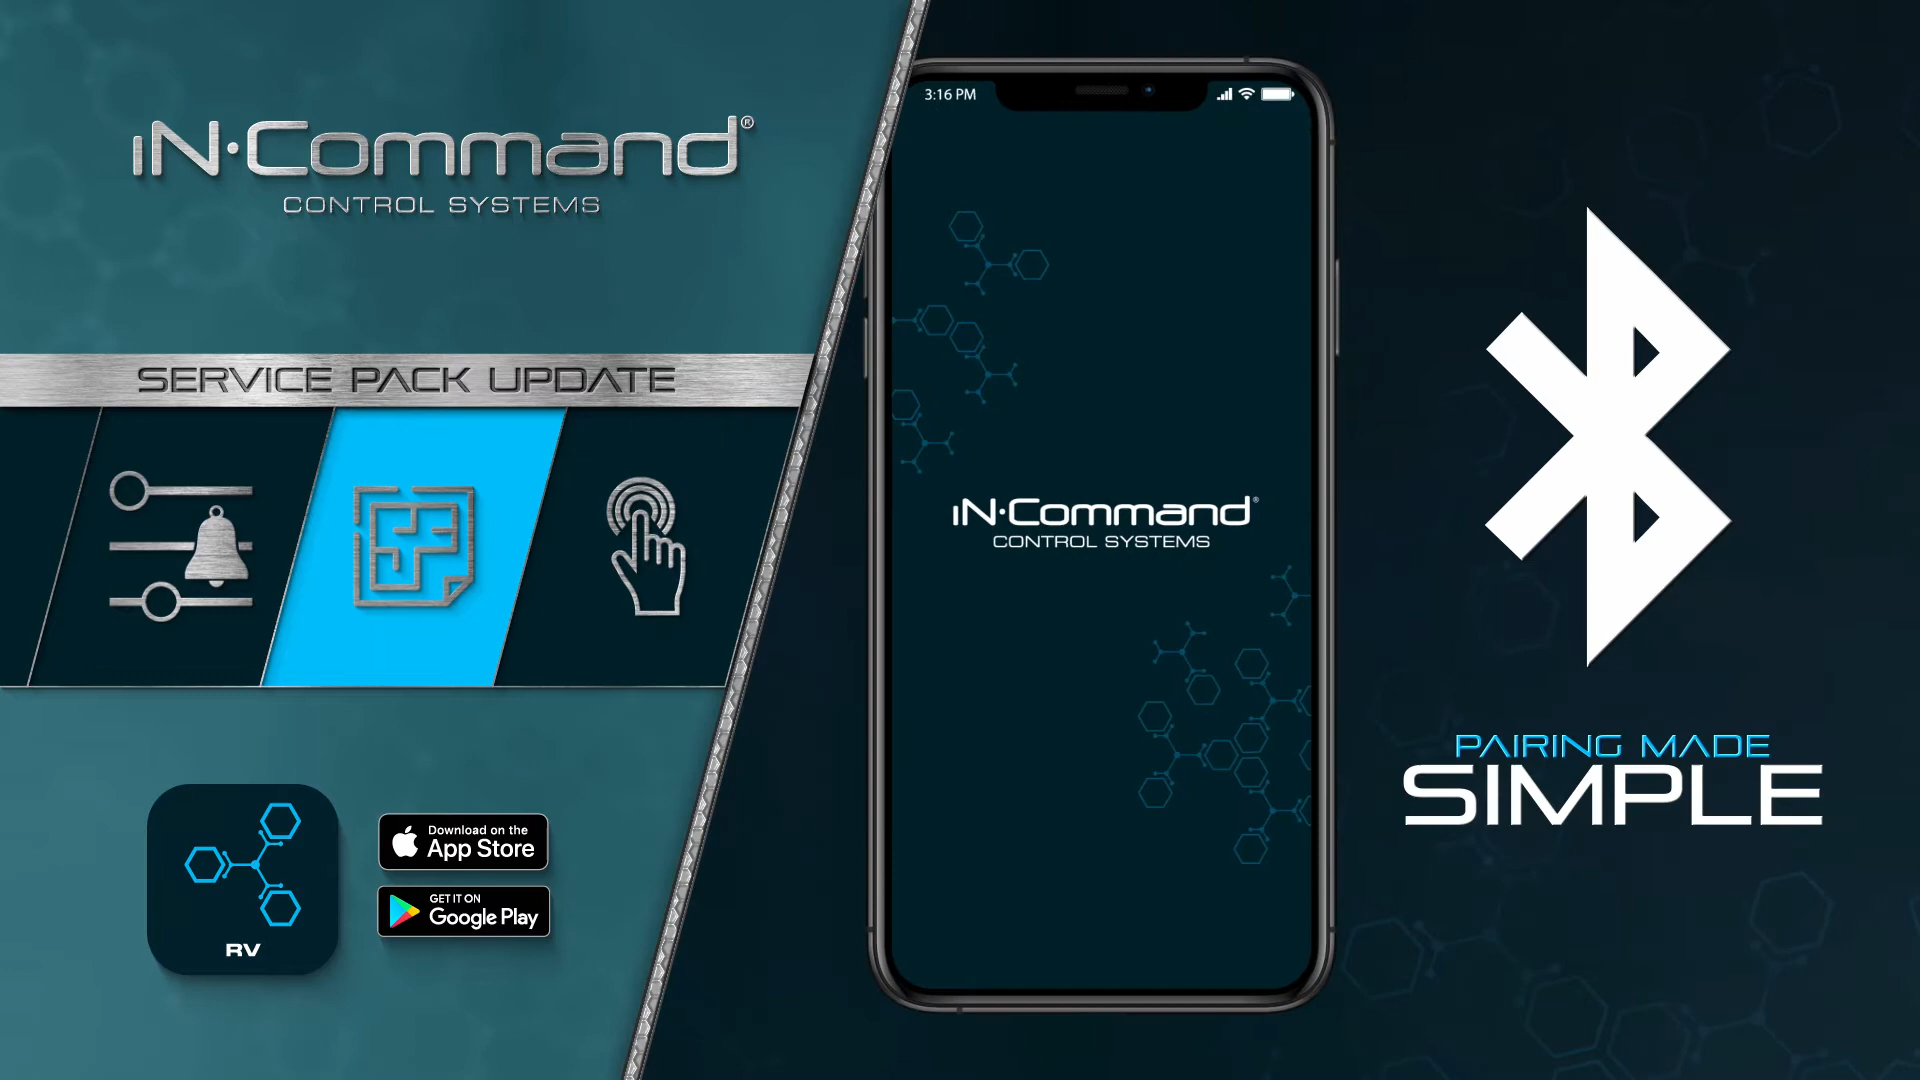 iN·Command®
CONTROL SYSTEMS
SERVICE PACK UPDATE
RV
Download on the
App Store
GET IT ON
Google Play
3:16 PM
iN·Command®
CONTROL SYSTEMS
PAIRING MADE
SIMPLE